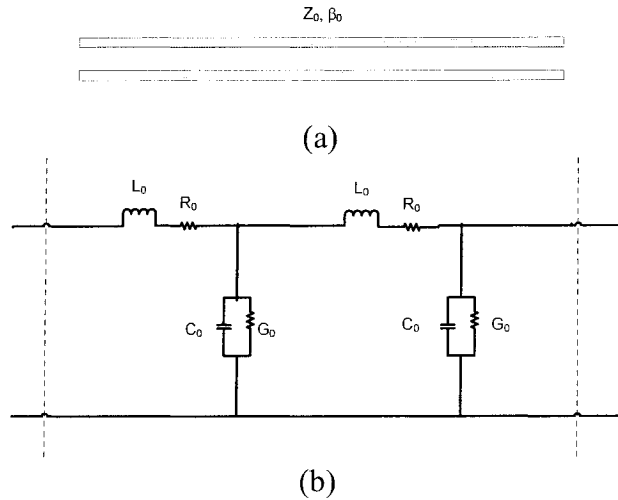 Z₀, β₀
(a)
L₀ R₀ L₀ R₀
C₀ G₀ C₀ G₀
(b)